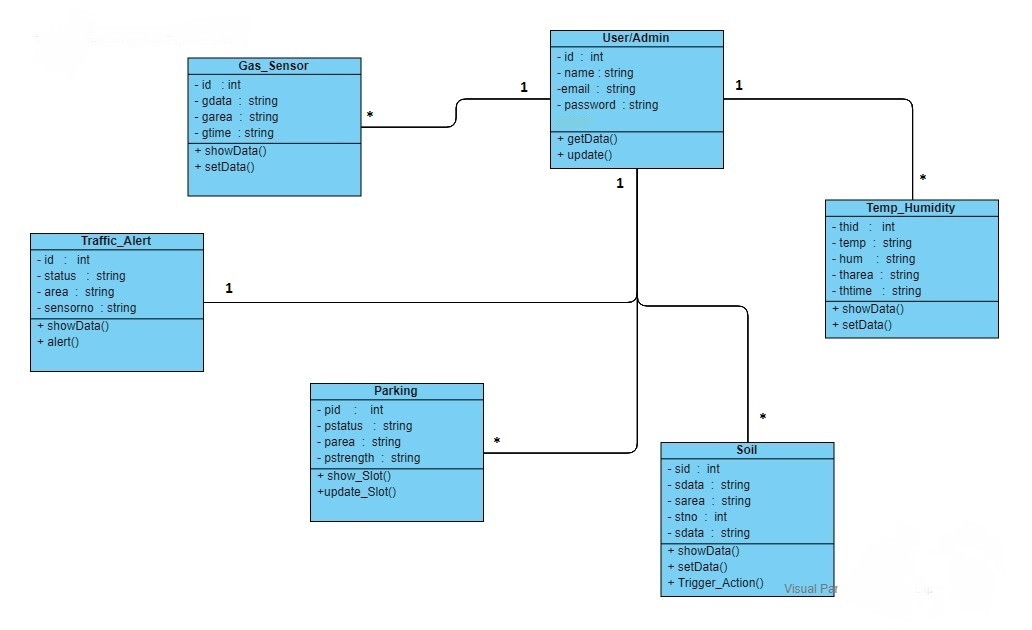 User/Admin
- id : int
- name : string
-email : string
- password : string
+ getData()
+ update()
1
1
1
Gas_Sensor
- id : int
- gdata : string
- garea : string
- gtime : string
+ showData()
+ setData()
*
Temp_Humidity
- thid : int
- temp : string
- hum : string
- tharea : string
- thtime : string
+ showData()
+ setData()
*
Traffic_Alert
- id : int
- status : string
- area : string
- sensorno : string
+ showData()
+ alert()
1
Parking
- pid : int
- pstatus : string
- parea : string
- pstrength : string
+ show_Slot()
+update_Slot()
*
Soil
- sid : int
- sdata : string
- sarea : string
- stno : int
- sdata : string
+ showData()
+ setData()
+ Trigger_Action()
*
Visual Par